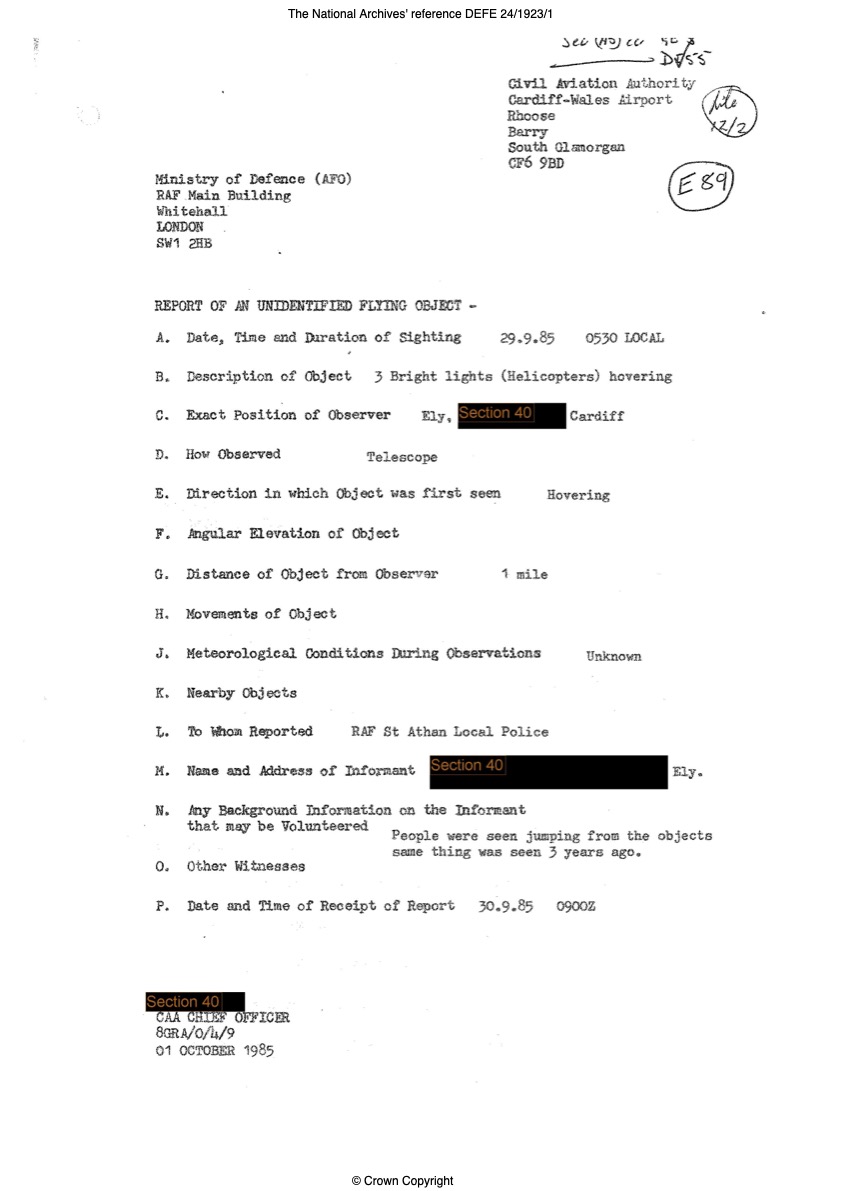 The National Archives' reference DEFE 24/1923/1
Sec (AS)
DI55
Civil Aviation Authority
Cardiff-Wales Airport
Rhoose
Barry
South Glamorgan
CF6 9BD
12/2
E89
Ministry of Defence (AFO)
RAF Main Building
Whitehall
LONDON
SW1 2HB
REPORT OF AN UNIDENTIFIED FLYING OBJECT -
A. Date, Time and Duration of Sighting 29.9.85 0530 LOCAL
B. Description of Object 3 Bright lights (Helicopters) hovering
C. Exact Position of Observer Ely, Section 40 Cardiff
D. How Observed Telescope
E. Direction in which Object was first seen Hovering
F. Angular Elevation of Object
G. Distance of Object from Observer 1 mile
H. Movements of Object
J. Meteorological Conditions During Observations Unknown
K. Nearby Objects
L. To Whom Reported RAF St Athan Local Police
M. Name and Address of Informant Section 40 Ely.
N. Any Background Information on the Informant
that may be Volunteered
People were seen jumping from the objects
same thing was seen 3 years ago.
O. Other Witnesses
P. Date and Time of Receipt of Report 30.9.85 0900Z
Section 40
CAA CHIEF OFFICER
8GRA/O/4/9
01 OCTOBER 1985
© Crown Copyright